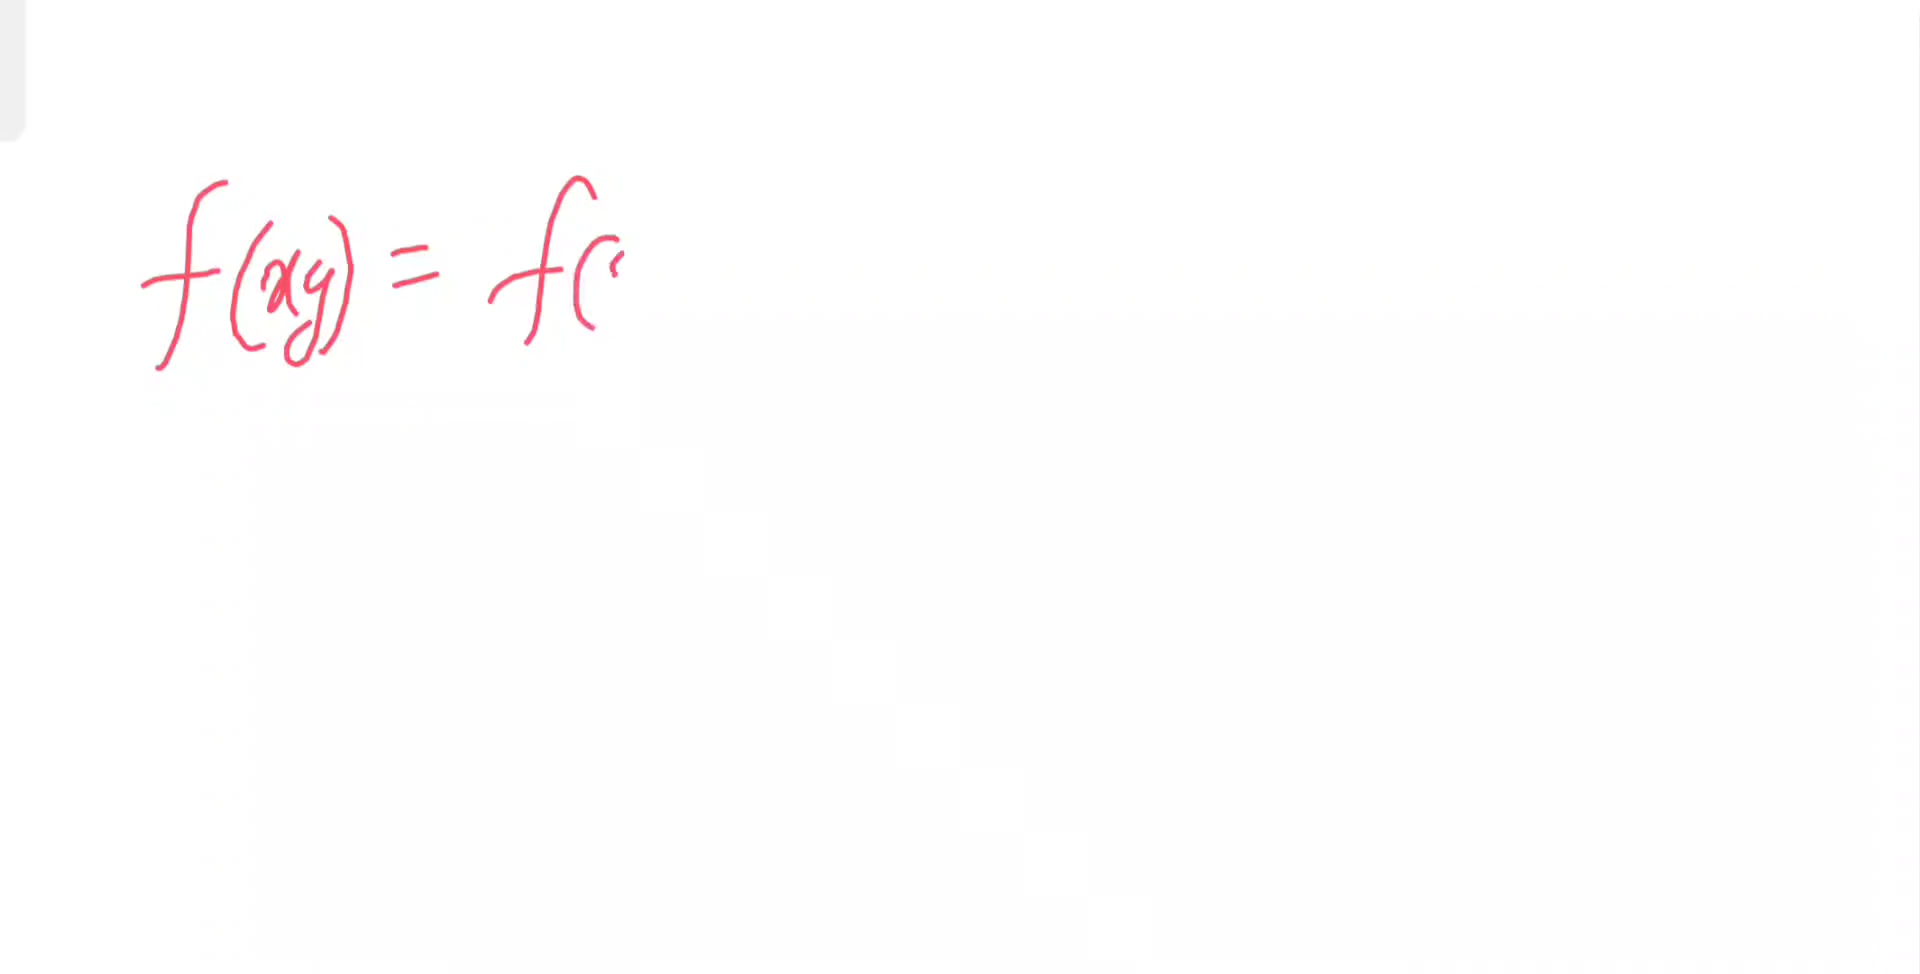 f(xy) = f(